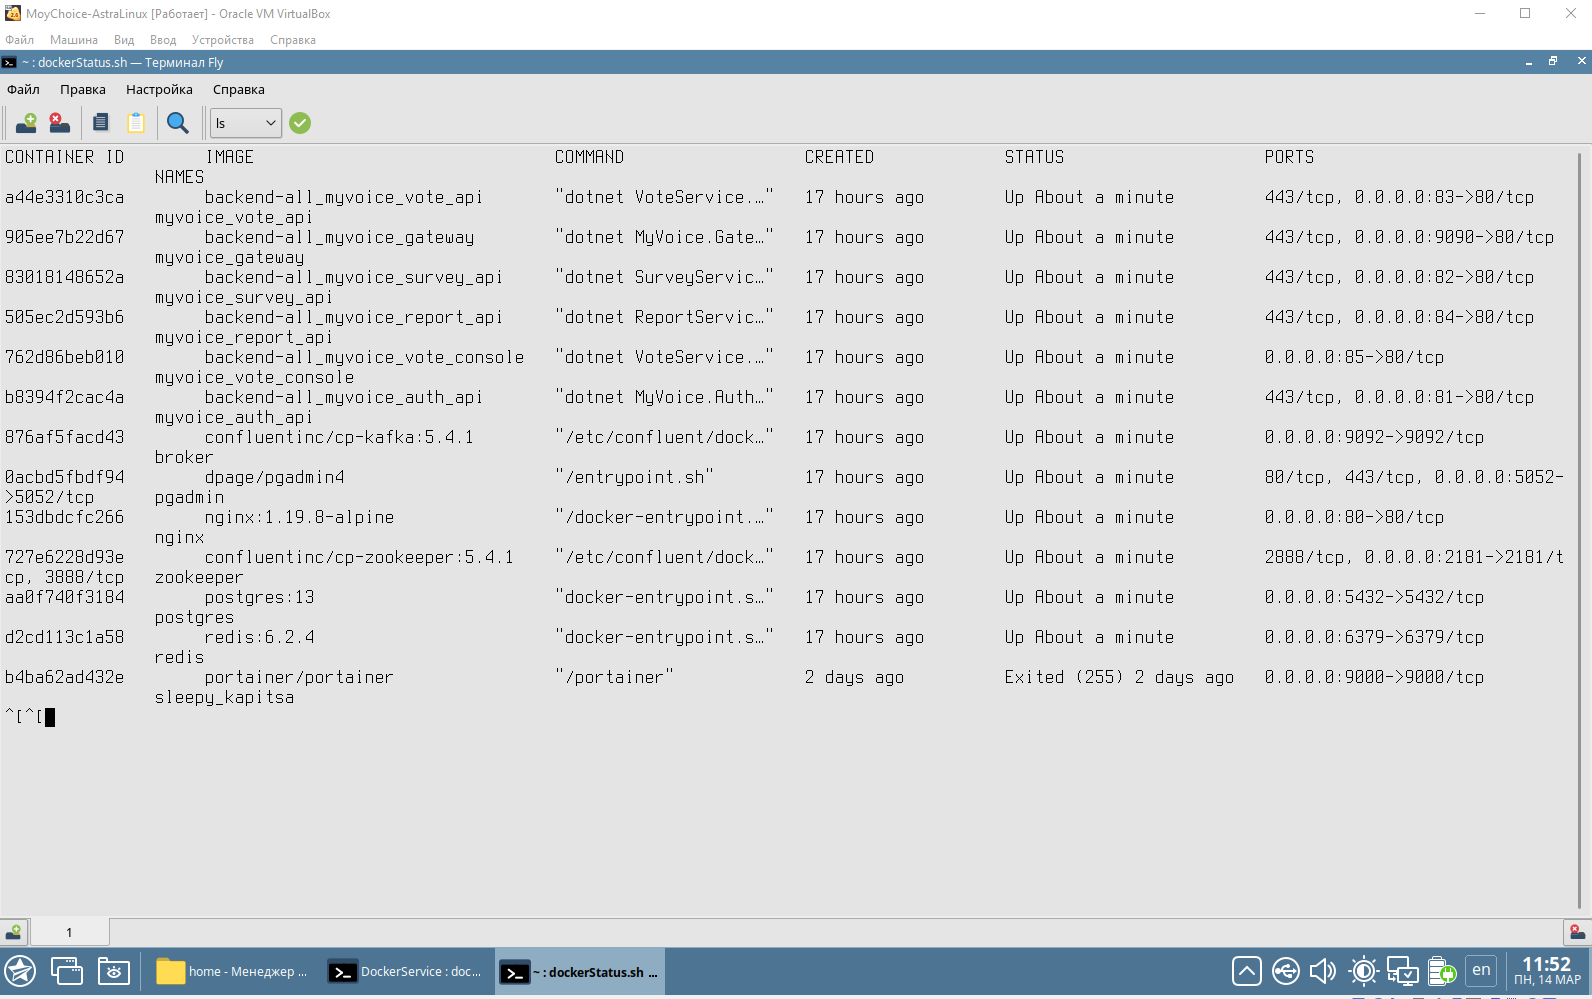 MoyChoice-AstraLinux [Работает] - Oracle VM VirtualBox
Файл Машина Вид Ввод Устройства Справка
~ : dockerStatus.sh — Терминал Fly
Файл Правка Настройка Справка
ls
CONTAINER ID IMAGE COMMAND CREATED STATUS PORTS
NAMES
a44e3310c3ca backend-all_myvoice_vote_api "dotnet VoteService.…" 17 hours ago Up About a minute 443/tcp, 0.0.0.0:83->80/tcp
myvoice_vote_api
905ee7b22d67 backend-all_myvoice_gateway "dotnet MyVoice.Gate…" 17 hours ago Up About a minute 443/tcp, 0.0.0.0:9090->80/tcp
myvoice_gateway
83018148652a backend-all_myvoice_survey_api "dotnet SurveyServic…" 17 hours ago Up About a minute 443/tcp, 0.0.0.0:82->80/tcp
myvoice_survey_api
505ec2d593b6 backend-all_myvoice_report_api "dotnet ReportServic…" 17 hours ago Up About a minute 443/tcp, 0.0.0.0:84->80/tcp
myvoice_report_api
762d86beb010 backend-all_myvoice_vote_console "dotnet VoteService.…" 17 hours ago Up About a minute 0.0.0.0:85->80/tcp
myvoice_vote_console
b8394f2cac4a backend-all_myvoice_auth_api "dotnet MyVoice.Auth…" 17 hours ago Up About a minute 443/tcp, 0.0.0.0:81->80/tcp
myvoice_auth_api
876af5facd43 confluentinc/cp-kafka:5.4.1 "/etc/confluent/dock…" 17 hours ago Up About a minute 0.0.0.0:9092->9092/tcp
broker
0acbd5fbdf94 dpage/pgadmin4 "/entrypoint.sh" 17 hours ago Up About a minute 80/tcp, 443/tcp, 0.0.0.0:5052-
>5052/tcp pgadmin
153dbdcfc266 nginx:1.19.8-alpine "/docker-entrypoint.…" 17 hours ago Up About a minute 0.0.0.0:80->80/tcp
nginx
727e6228d93e confluentinc/cp-zookeeper:5.4.1 "/etc/confluent/dock…" 17 hours ago Up About a minute 2888/tcp, 0.0.0.0:2181->2181/t
cp, 3888/tcp zookeeper
aa0f740f3184 postgres:13 "docker-entrypoint.s…" 17 hours ago Up About a minute 0.0.0.0:5432->5432/tcp
postgres
d2cd113c1a58 redis:6.2.4 "docker-entrypoint.s…" 17 hours ago Up About a minute 0.0.0.0:6379->6379/tcp
redis
b4ba62ad432e portainer/portainer "/portainer" 2 days ago Exited (255) 2 days ago 0.0.0.0:9000->9000/tcp
sleepy_kapitsa
^[^[
1
home - Менеджер ... DockerService : doc... ~ : dockerStatus.sh ... en 11:52
ПН, 14 МАР